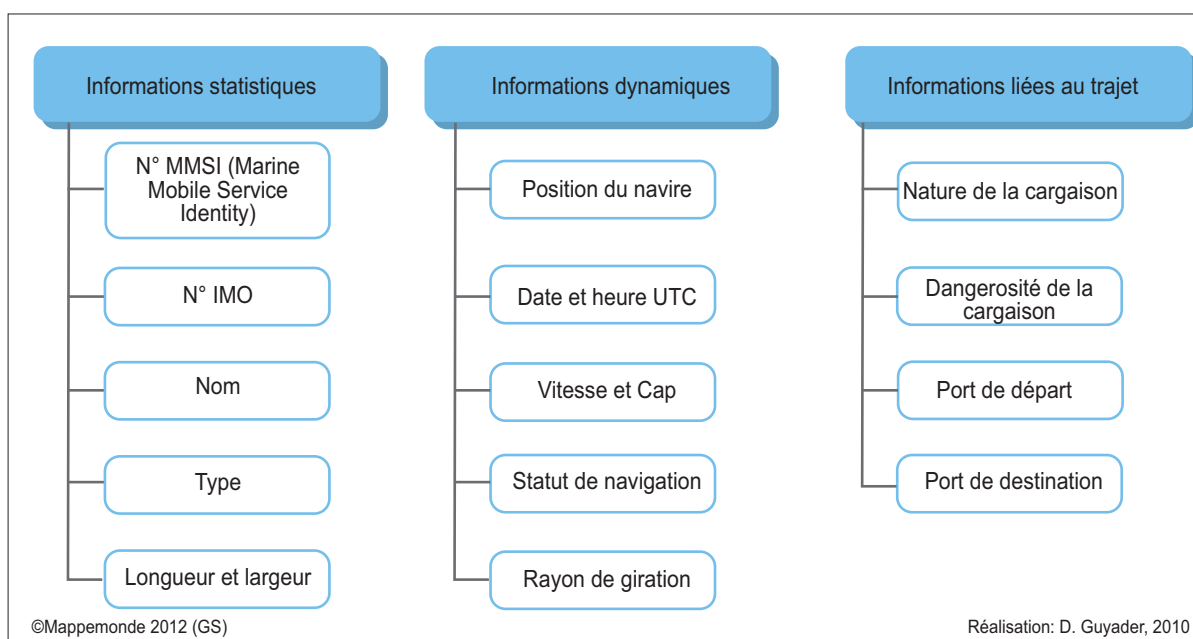 Informations statistiques
N° MMSI (Marine
Mobile Service
Identity)
N° IMO
Nom
Type
Longueur et largeur
Informations dynamiques
Position du navire
Date et heure UTC
Vitesse et Cap
Statut de navigation
Rayon de giration
Informations liées au trajet
Nature de la cargaison
Dangerosité de la
cargaison
Port de départ
Port de destination
©Mappemonde 2012 (GS)
Réalisation: D. Guyader, 2010